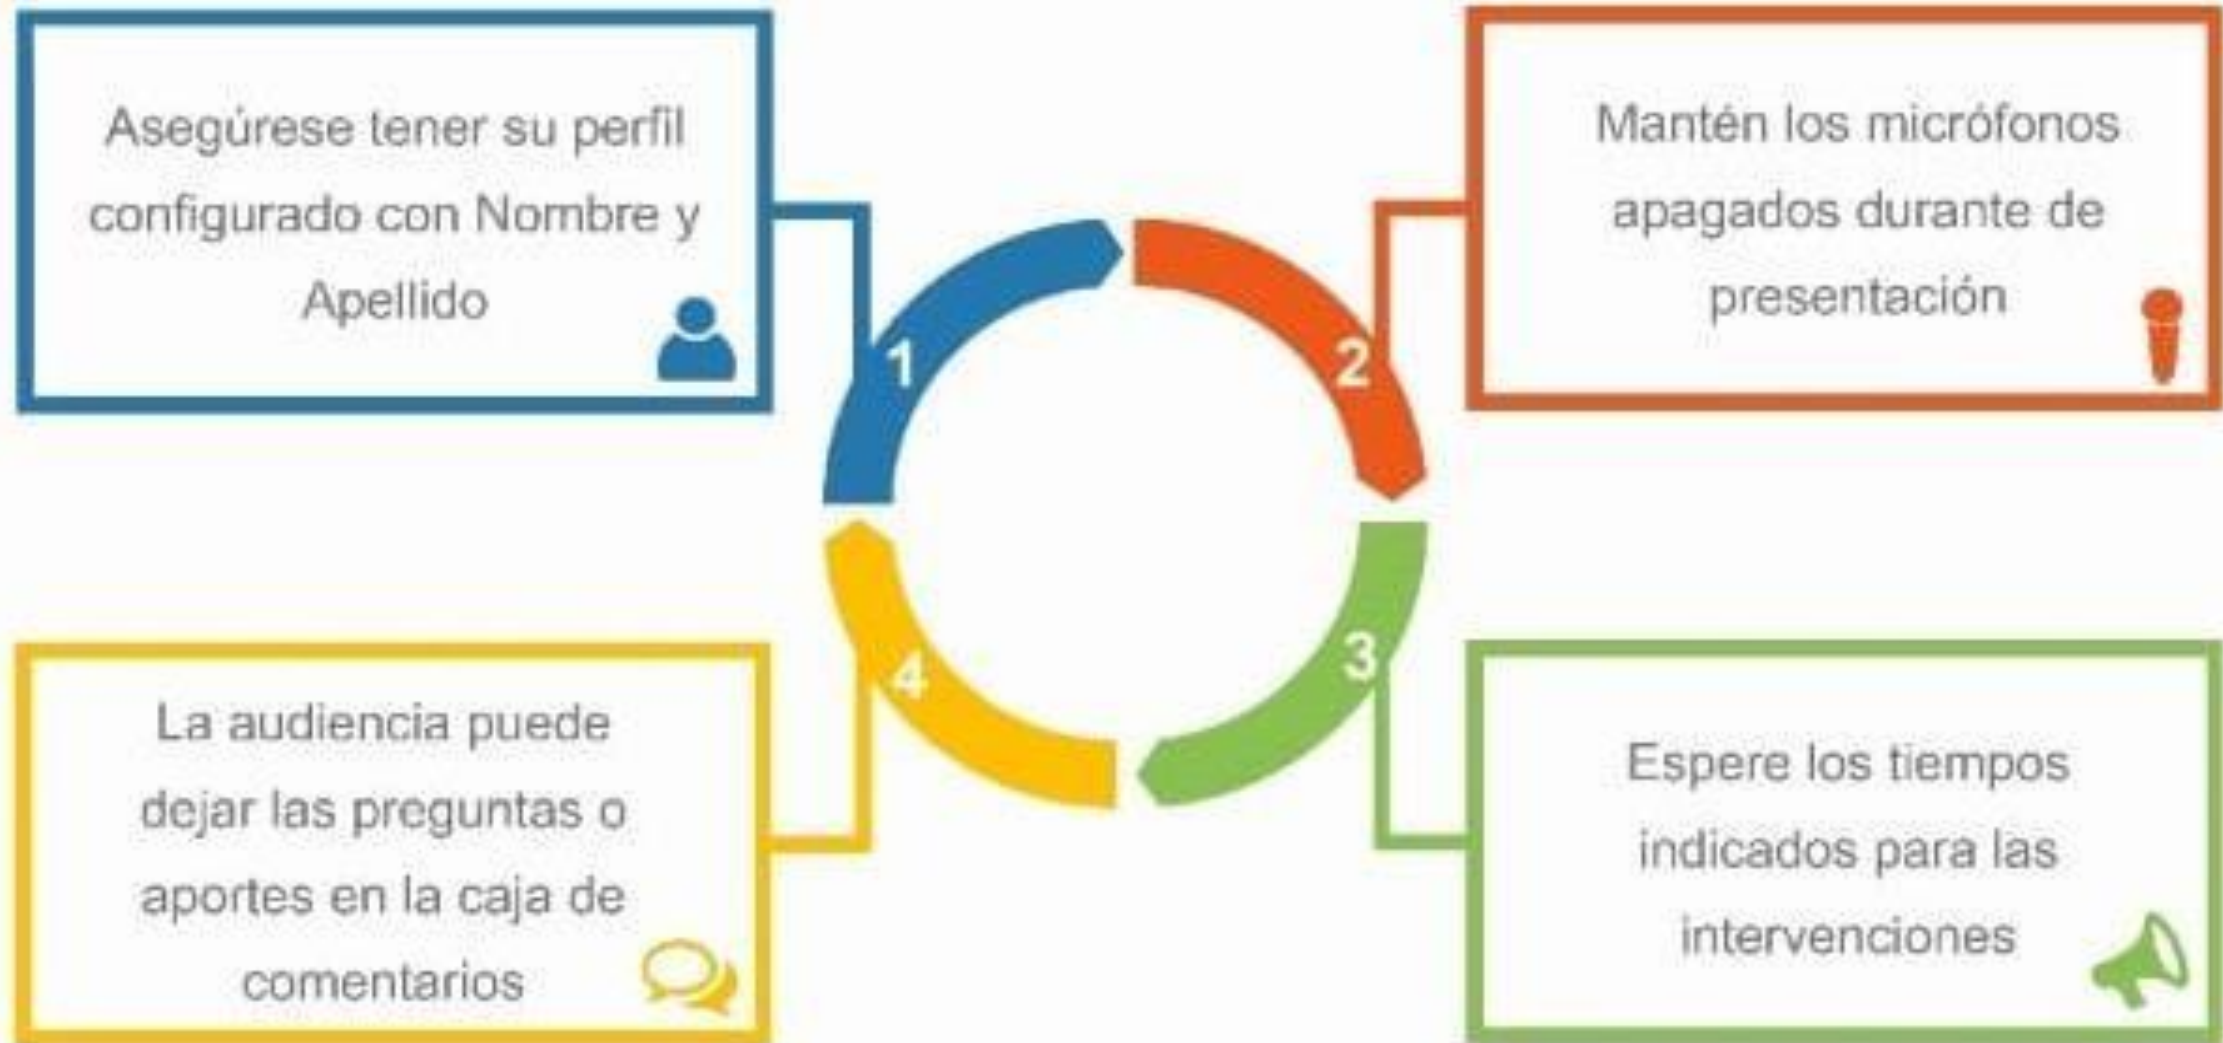 Asegúrese tener su perfil
configurado con Nombre y
Apellido
1
Mantén los micrófonos
apagados durante de
presentación
2
Espere los tiempos
indicados para las
intervenciones
3
La audiencia puede
dejar las preguntas o
aportes en la caja de
comentarios
4